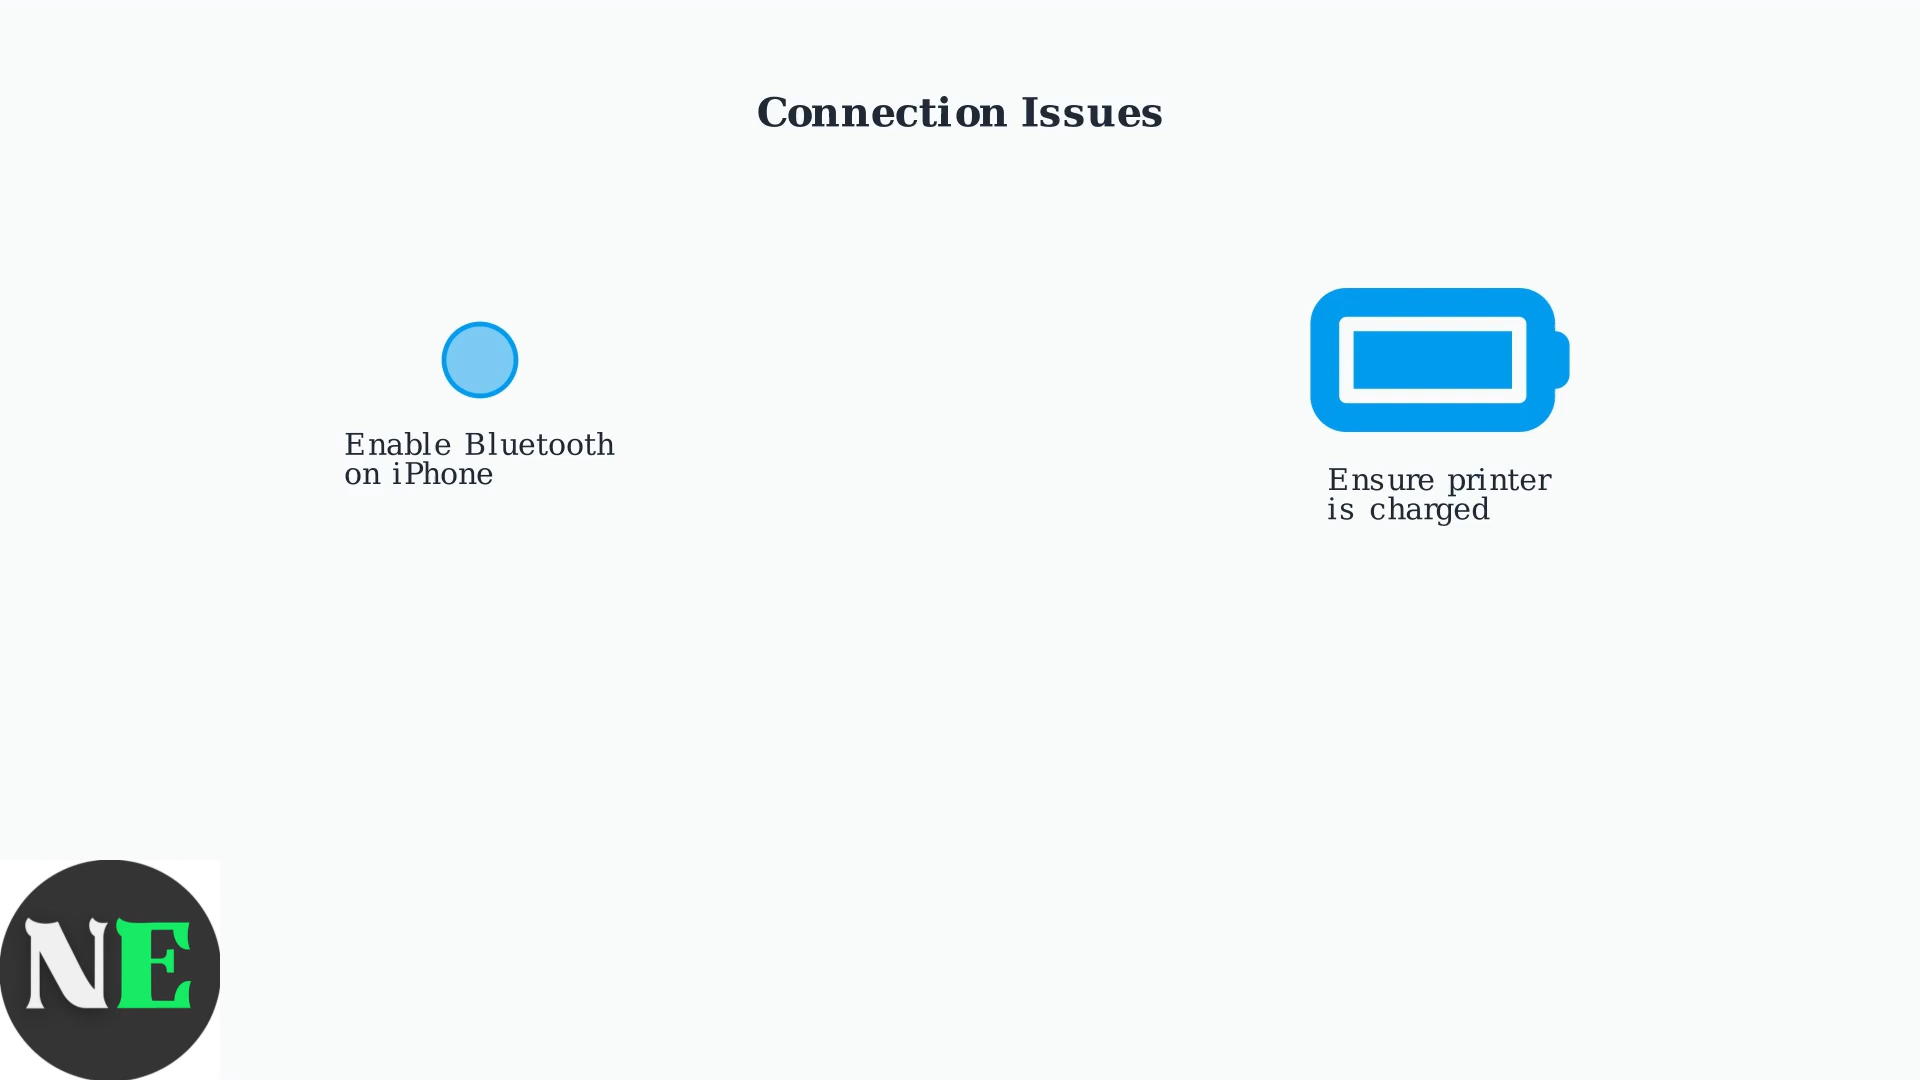 Connection Issues
Enable Bluetooth
on iPhone
Ensure printer
is charged
NE